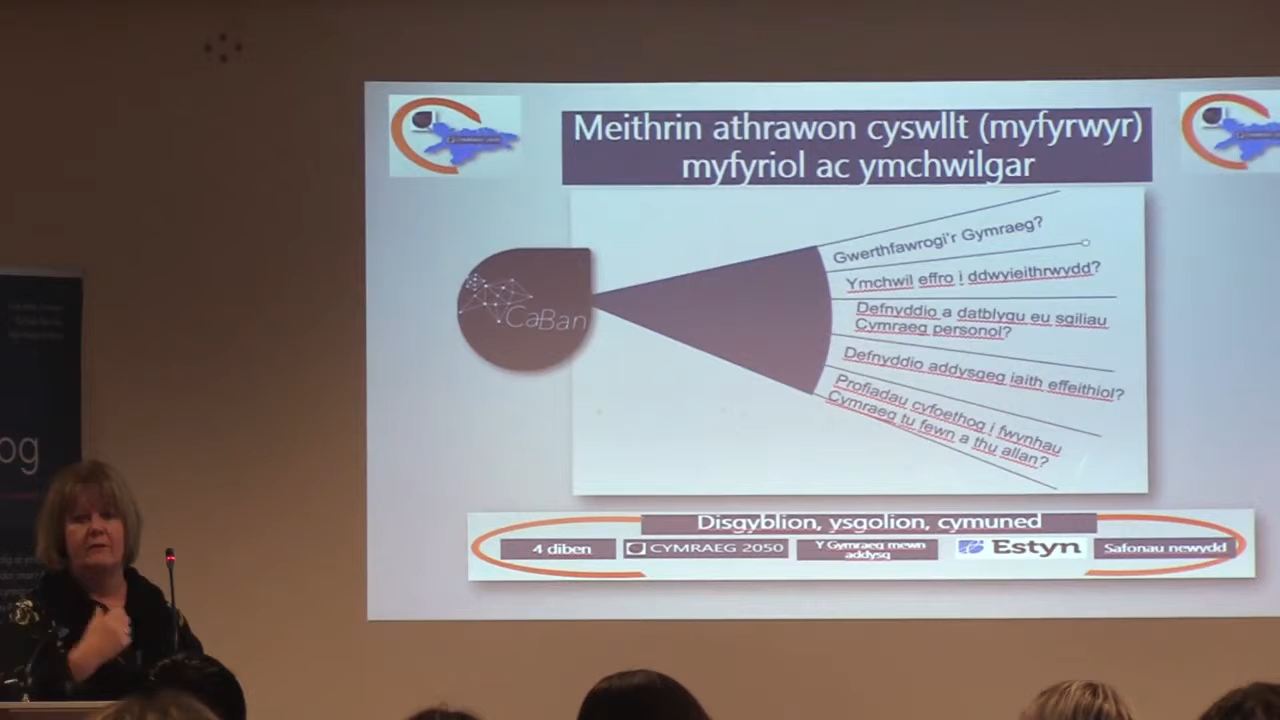 Meithrin athrawon cyswllt (myfyrwyr)
myfyriol ac ymchwilgar
Gwerthfawrogi'r Gymraeg?
Ymchwil effro i ddwyieithrwydd?
Defnyddio a datblygu eu sgiliau
Cymraeg personol?
Defnyddio addysgeg iaith effeithiol?
Profiadau cyfoethog i fwynhau
Cymraeg tu fewn a thu allan?
CaBan
Disgyblion, ysgolion, cymuned
4 diben
CYMRAEG 2050
Y Gymraeg mewn
addysg
Estyn
Safonau newydd
og